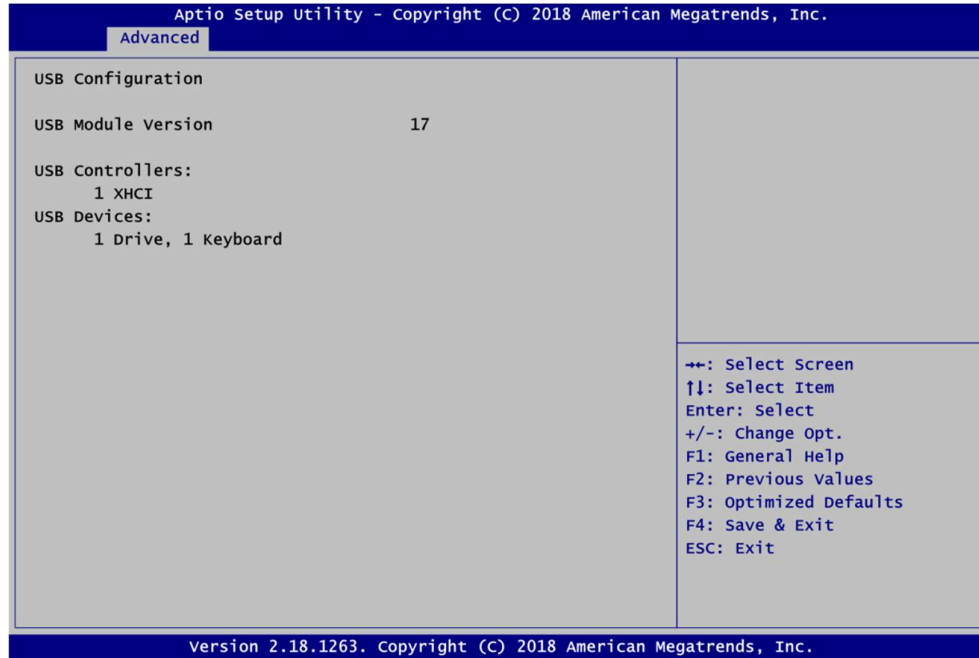 Aptio Setup Utility - Copyright (C) 2018 American Megatrends, Inc.
Advanced
USB Configuration
USB Module Version 17
USB Controllers:
1 XHCI
USB Devices:
1 Drive, 1 Keyboard
→←: Select Screen
↑↓: Select Item
Enter: Select
+/-: Change Opt.
F1: General Help
F2: Previous Values
F3: Optimized Defaults
F4: Save & Exit
ESC: Exit
Version 2.18.1263. Copyright (C) 2018 American Megatrends, Inc.